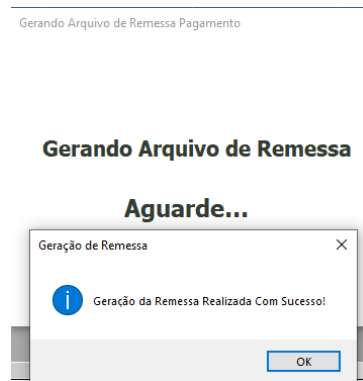 Gerando Arquivo de Remessa Pagamento
Gerando Arquivo de Remessa
Aguarde...
Geração de Remessa
Geração da Remessa Realizada Com Sucesso!
OK